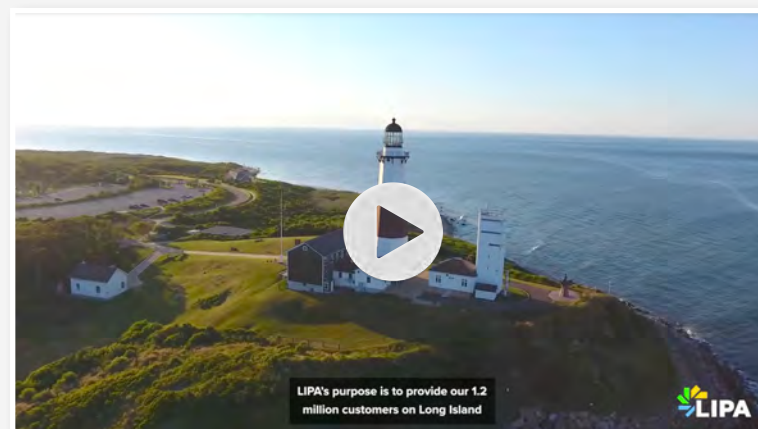 LIPA's purpose is to provide our 1.2
million customers on Long Island
LIPA